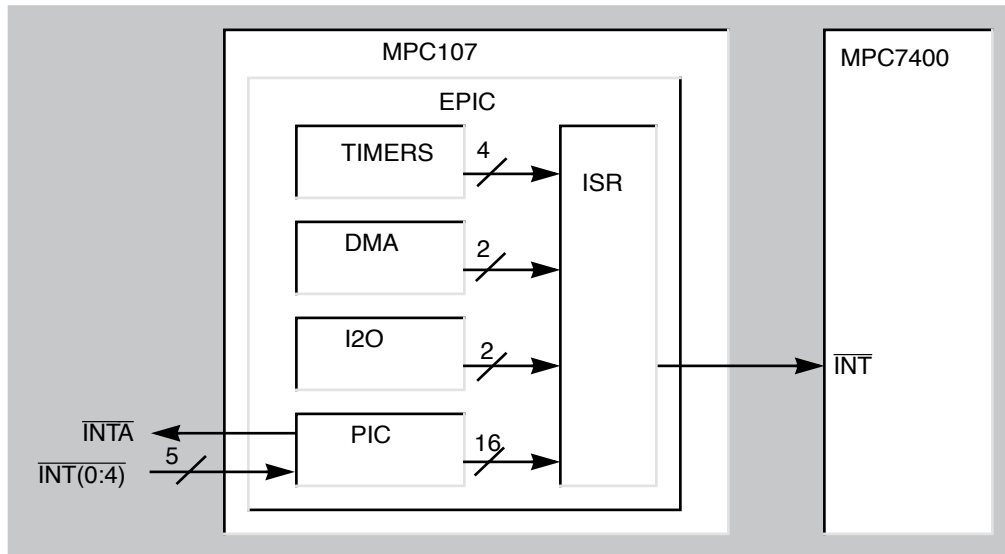 MPC107
MPC7400
EPIC
TIMERS
4
ISR
DMA
2
I2O
2
INT
INTA
PIC
16
5
INT(0:4)